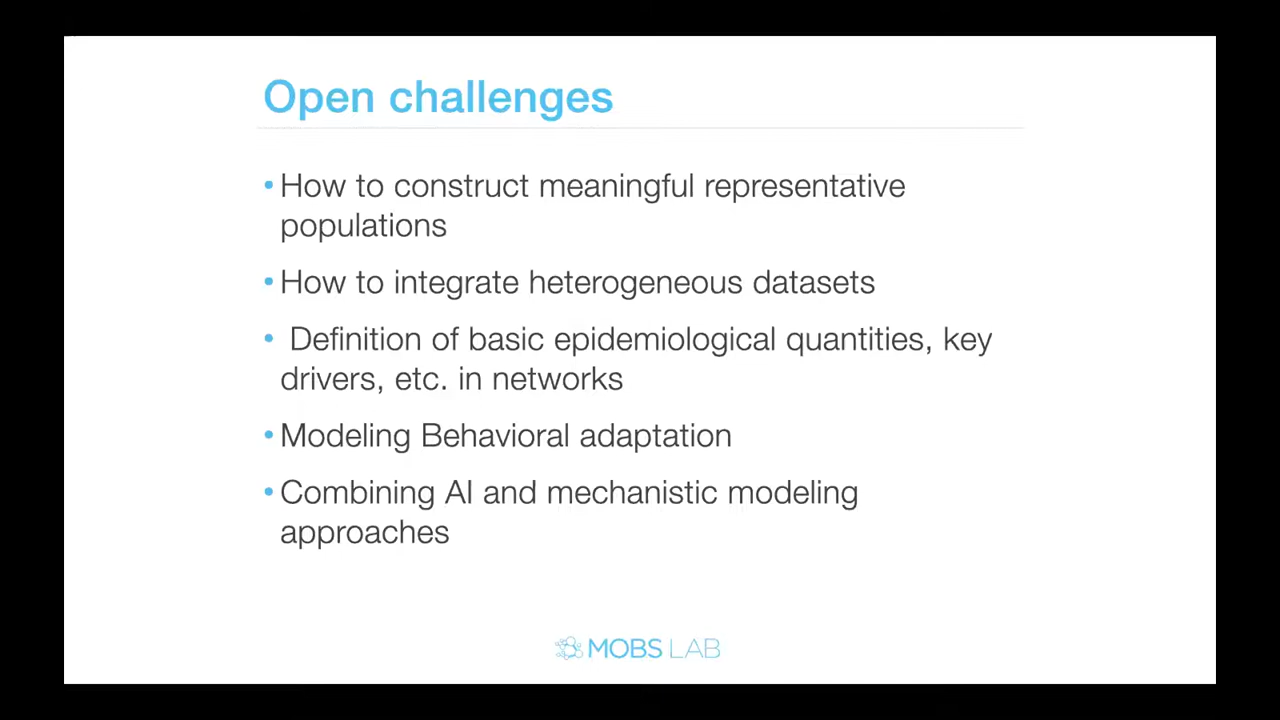 Open challenges
• How to construct meaningful representative
populations
• How to integrate heterogeneous datasets
• Definition of basic epidemiological quantities, key
drivers, etc. in networks
• Modeling Behavioral adaptation
• Combining AI and mechanistic modeling
approaches
MOBS LAB